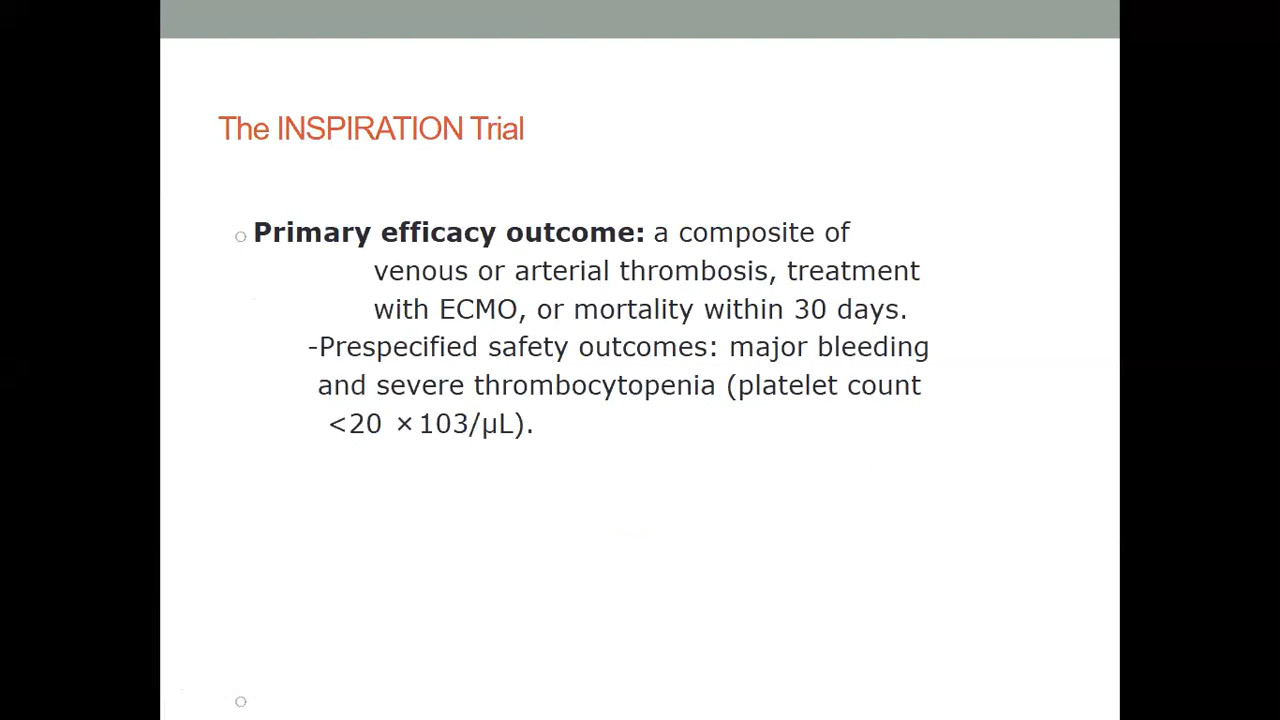 The INSPIRATION Trial
Primary efficacy outcome: a composite of
venous or arterial thrombosis, treatment
with ECMO, or mortality within 30 days.
-Prespecified safety outcomes: major bleeding
and severe thrombocytopenia (platelet count
<20 ×103/µL).